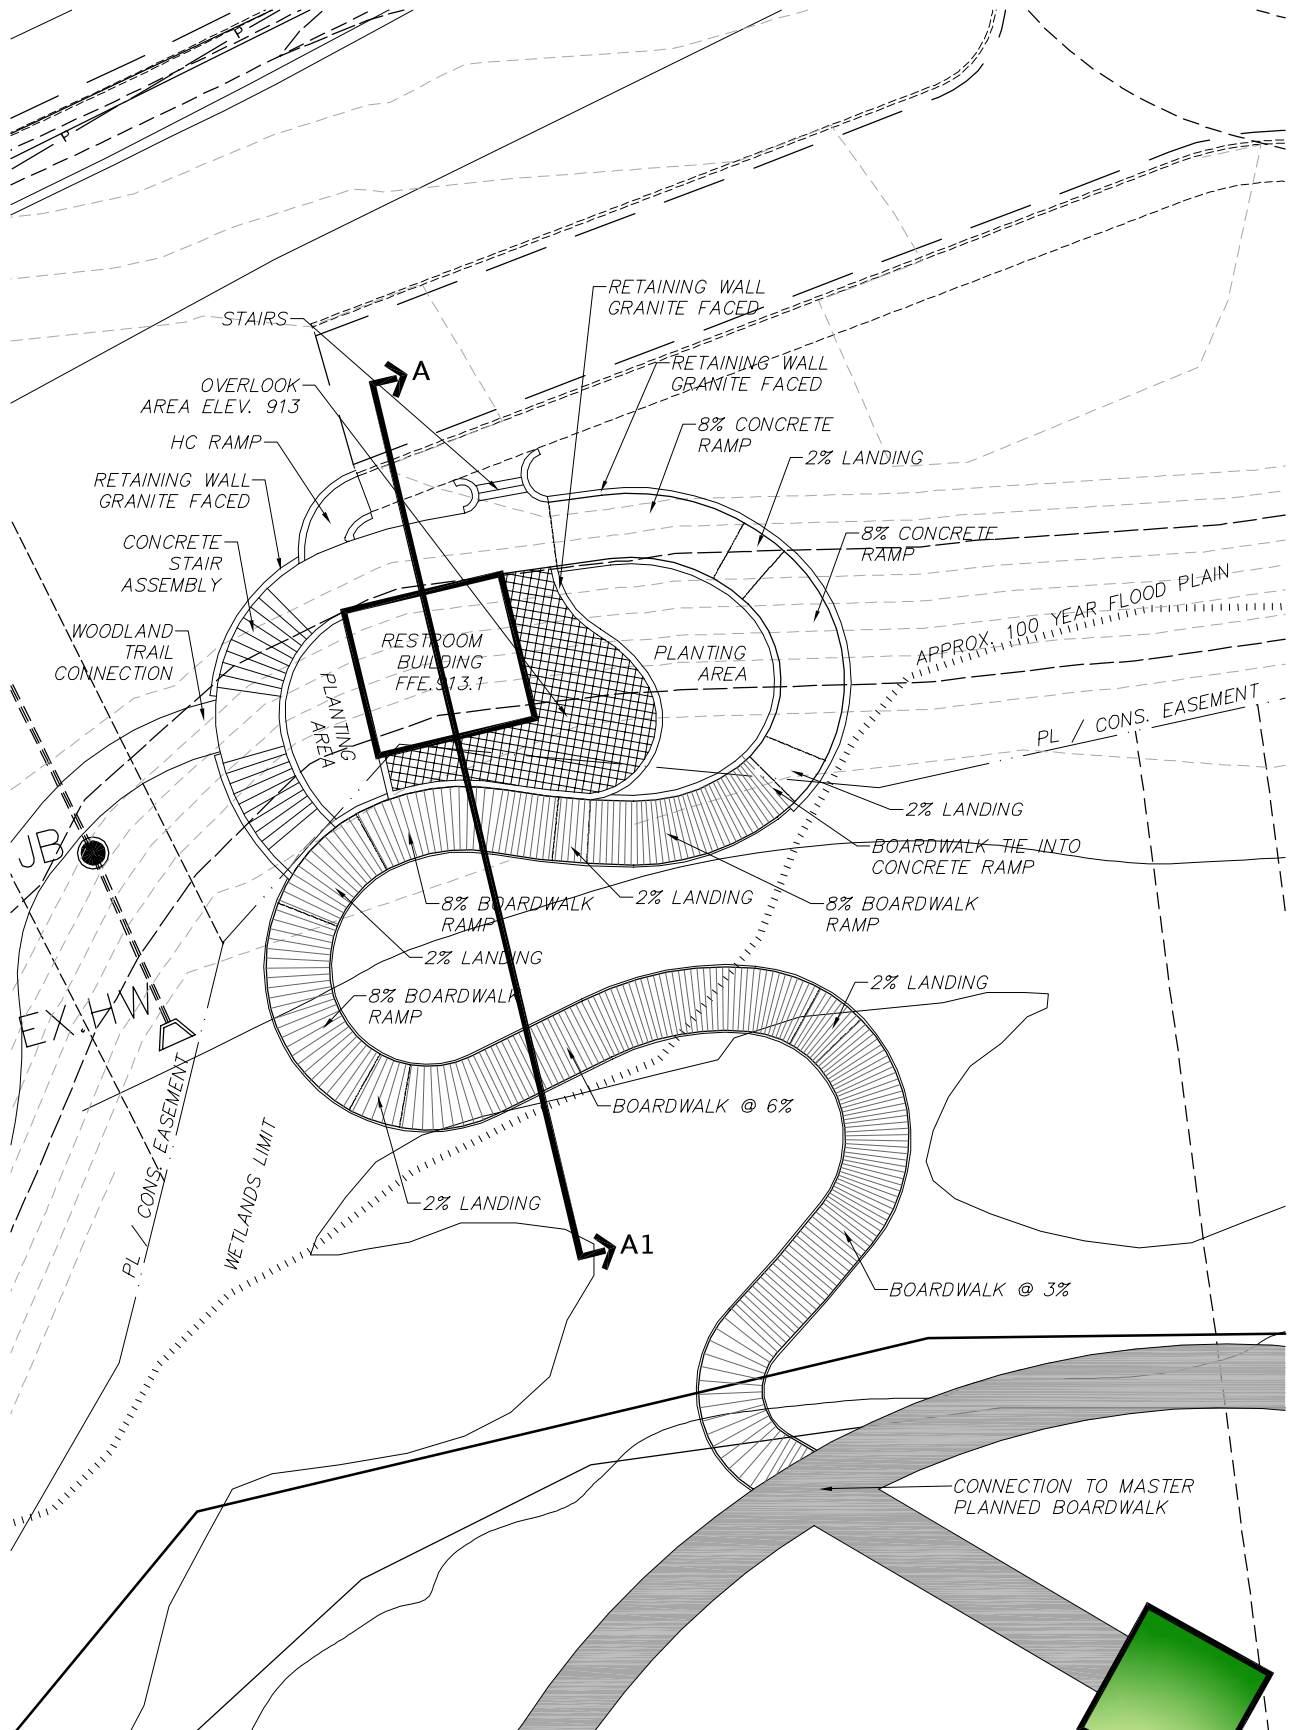 P
P
RETAINING WALL
GRANITE FACED
STAIRS
RETAINING WALL
GRANITE FACED
A
OVERLOOK
AREA ELEV. 913
8% CONCRETE
RAMP
HC RAMP
2% LANDING
RETAINING WALL
GRANITE FACED
8% CONCRETE
RAMP
CONCRETE
STAIR
ASSEMBLY
APPROX. 100 YEAR FLOOD PLAIN
WOODLAND
TRAIL
CONNECTION
RESTROOM
BUILDING
FFE.913.1
PLANTING
AREA
PLANTING
AREA
PL / CONS. EASEMENT
2% LANDING
JB
BOARDWALK TIE INTO
CONCRETE RAMP
8% BOARDWALK
RAMP
2% LANDING
8% BOARDWALK
RAMP
2% LANDING
2% LANDING
8% BOARDWALK
RAMP
EX.HW
PL / CONS. EASEMENT
BOARDWALK @ 6%
WETLANDS LIMIT
2% LANDING
A1
BOARDWALK @ 3%
CONNECTION TO MASTER
PLANNED BOARDWALK